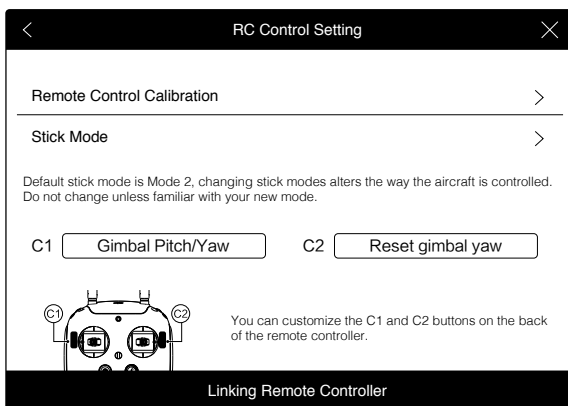 RC Control Setting
Remote Control Calibration
Stick Mode
Default stick mode is Mode 2, changing stick modes alters the way the aircraft is controlled.
Do not change unless familiar with your new mode.
C1 Gimbal Pitch/Yaw C2 Reset gimbal yaw
C1 C2
You can customize the C1 and C2 buttons on the back
of the remote controller.
Linking Remote Controller